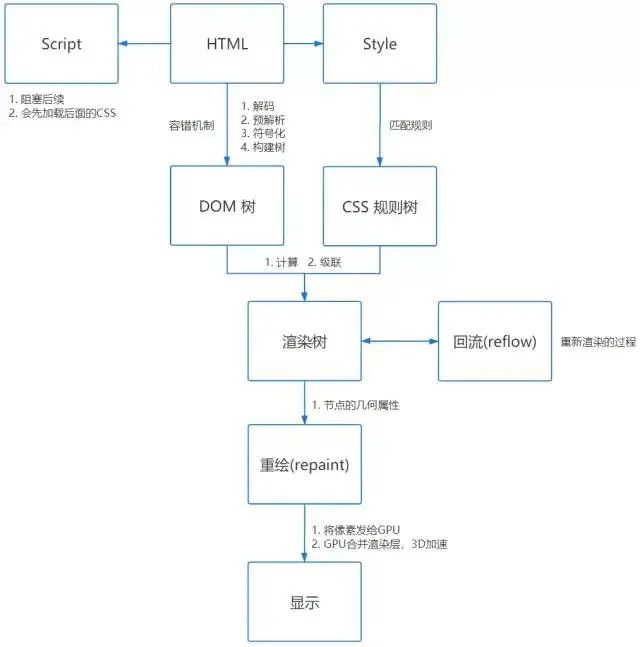 Script
HTML
Style
1. 阻塞后续
2. 会先加载后面的CSS
容错机制
1. 解码
2. 预解析
3. 符号化
4. 构建树
匹配规则
DOM 树
CSS 规则树
1. 计算 2. 级联
渲染树
回流(reflow)
重新渲染的过程
1. 节点的几何属性
重绘(repaint)
1. 将像素发给GPU
2. GPU合并渲染层，3D加速
显示